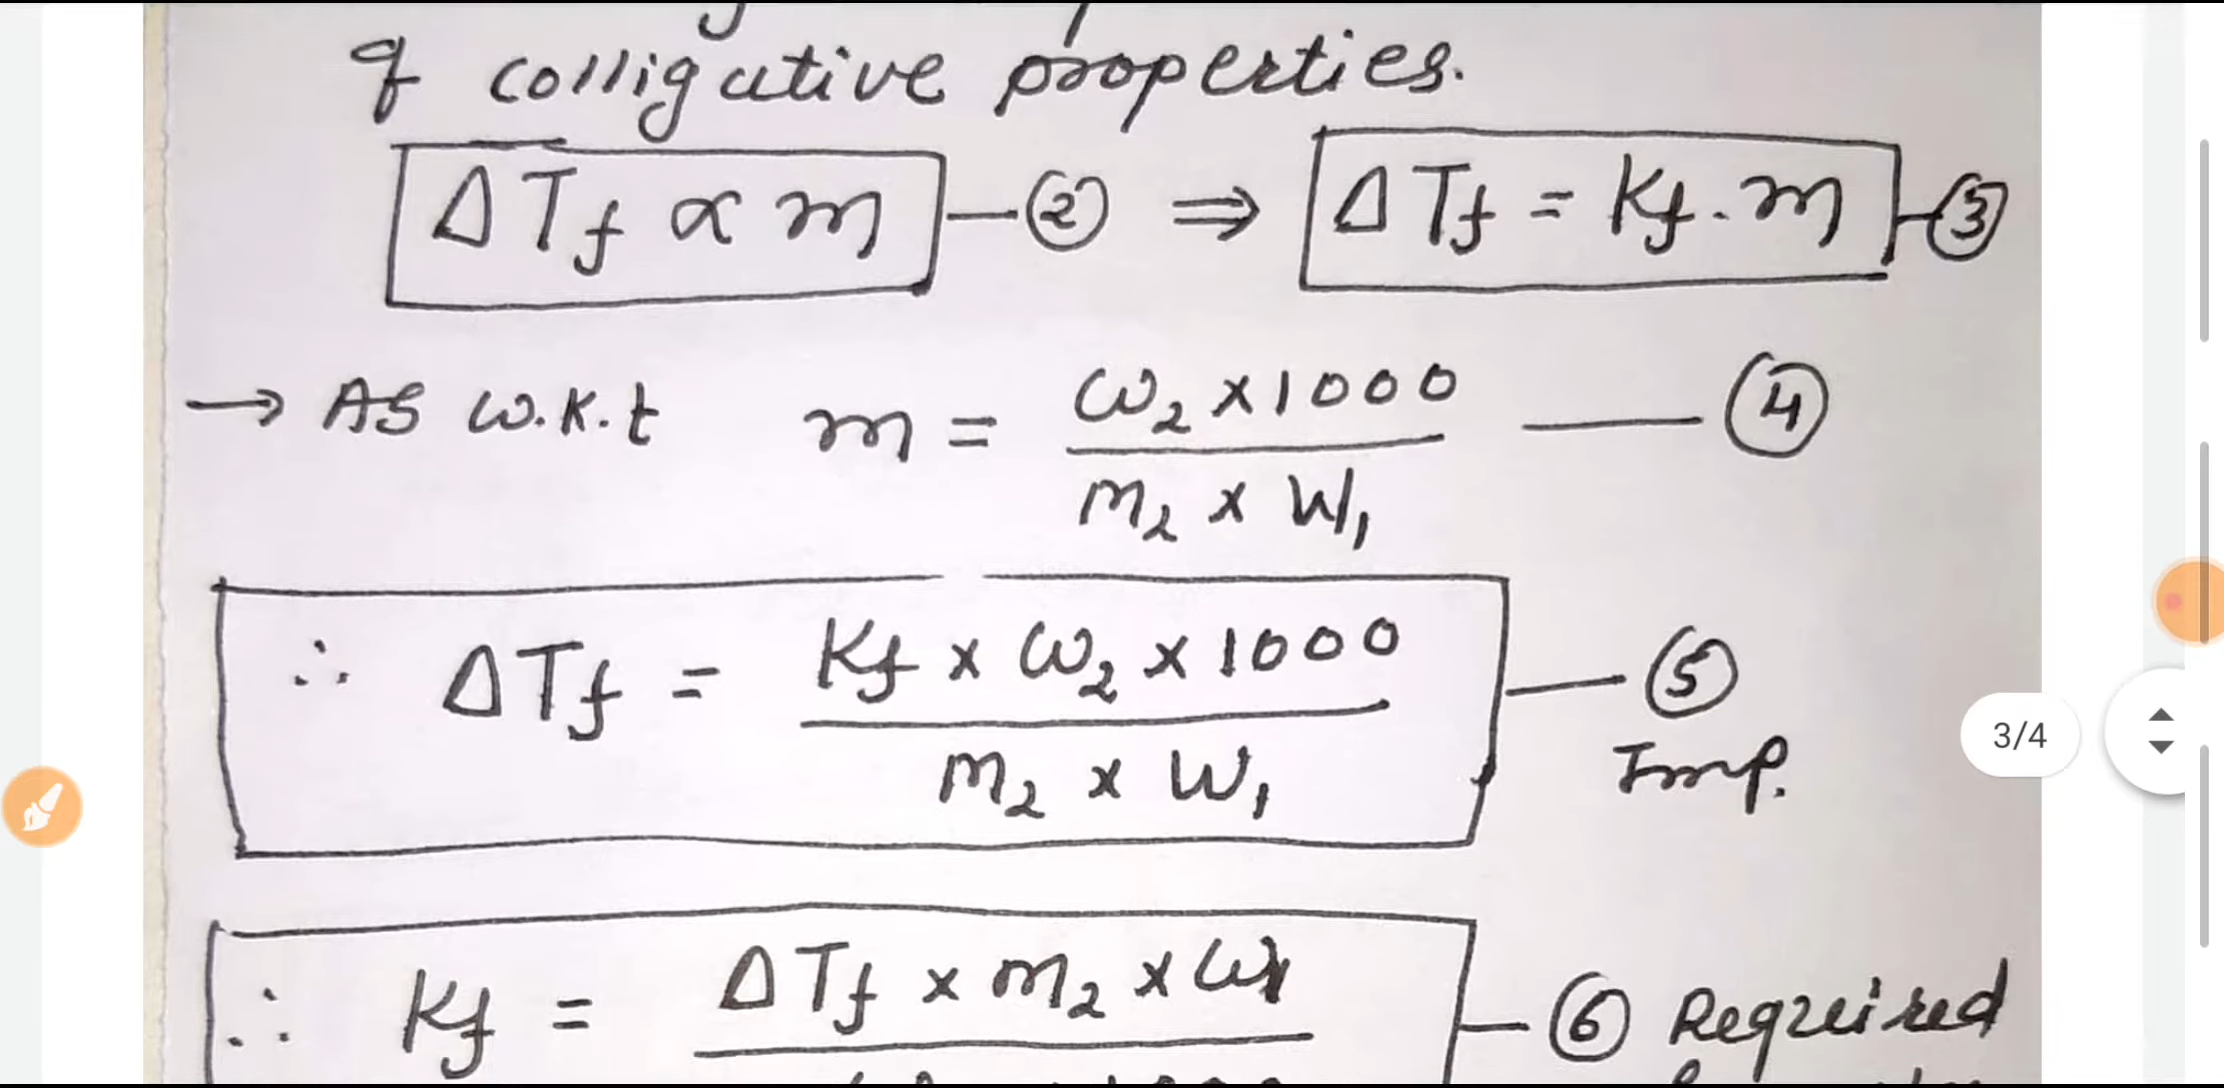 of colligative properties.
ΔTf ∝ m —② ⇒ ΔTf = Kf . m —③
→ AS w.k.t m = w₂ x 1000 —④
m₂ x W₁
∴ ΔTf = Kf x w₂ x 1000 —⑤
Imp.
m₂ x W₁
3/4
∴ Kf = ΔTf x m₂ x w₁ —⑥ Required